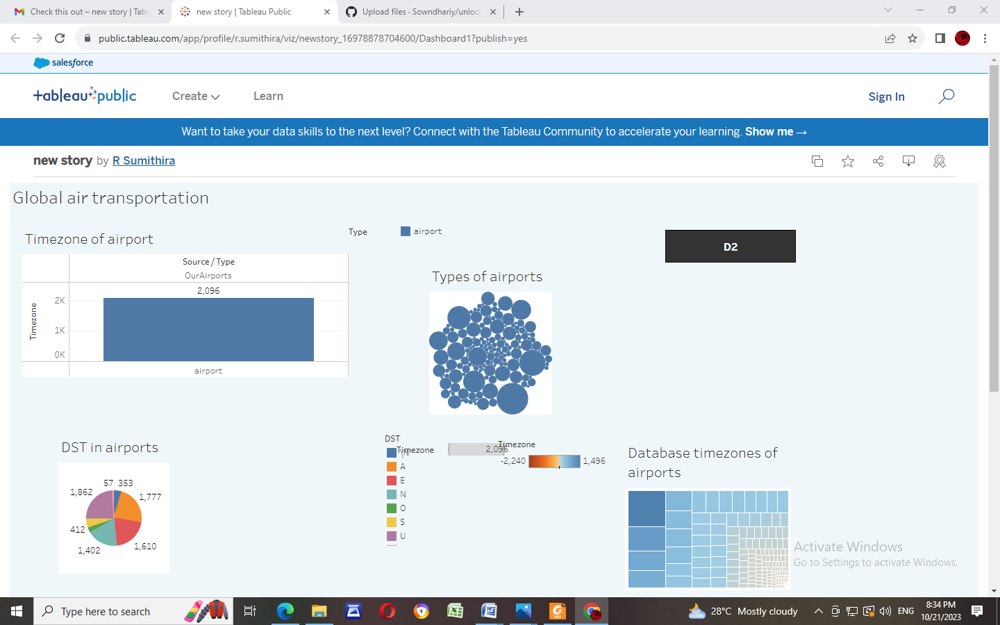 Check this out – new story | Tabl
new story | Tableau Public
Upload files · Sowndhariy/unlock
public.tableau.com/app/profile/r.sumithira/viz/newstory_16978878704600/Dashboard1?publish=yes
salesforce
+ableau+public
Create
Learn
Sign In
Want to take your data skills to the next level? Connect with the Tableau Community to accelerate your learning. Show me →
new story by R Sumithira
Global air transportation
Timezone of airport
Type
airport
D2
Source / Type
OurAirports
2,096
Timezone
2K
1K
0K
airport
Types of airports
DST in airports
57
353
1,862
1,777
412
1,402
1,610
DST
\N
A
E
N
O
S
U
Timezone
2,096
Timezone
-2,240
1,496
Database timezones of
airports
Activate Windows
Go to Settings to activate Windows.
Type here to search
28°C Mostly cloudy
ENG
8:34 PM
10/21/2023